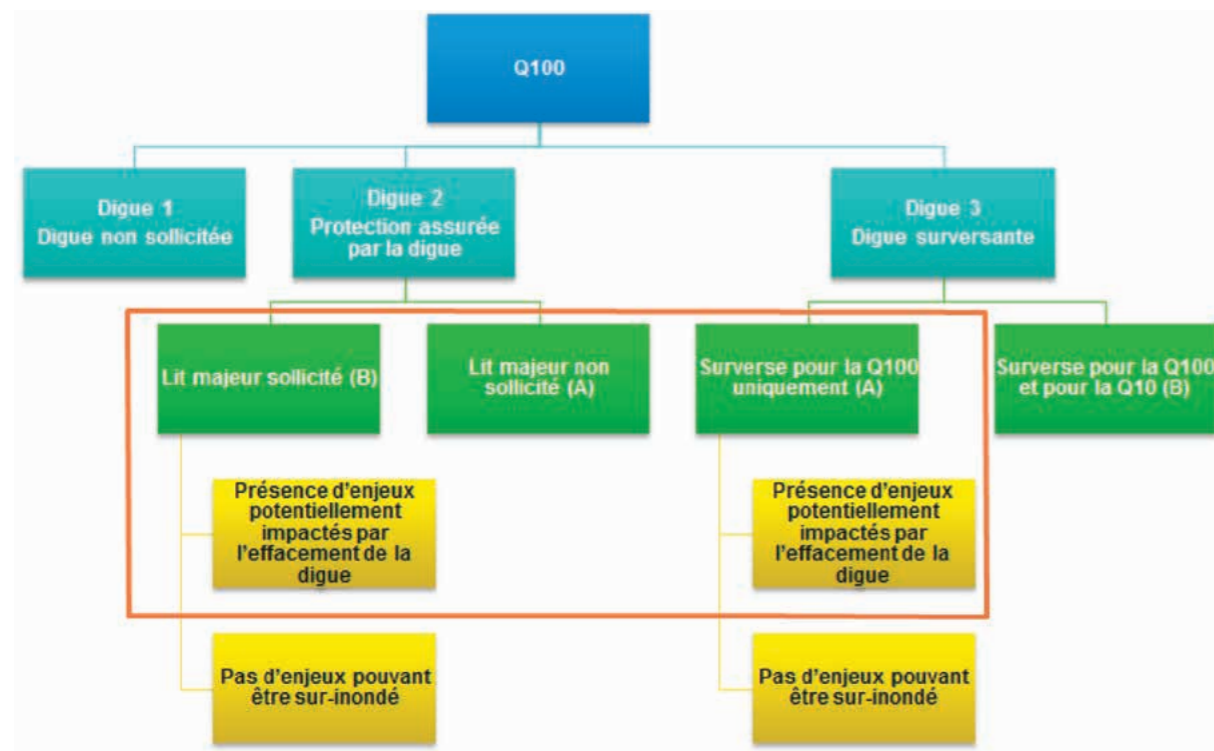 Q100
Digue 1
Digue non sollicitée
Digue 2
Protection assurée
par la digue
Digue 3
Digue surversante
Lit majeur sollicité (B)
Lit majeur non
sollicité (A)
Surverse pour la Q100
uniquement (A)
Surverse pour la Q100
et pour la Q10 (B)
Présence d'enjeux
potentiellement
impactés par
l'effacement de la
digue
Présence d'enjeux
potentiellement
impactés par
l'effacement de la
digue
Pas d'enjeux pouvant
être sur-inondé
Pas d'enjeux pouvant
être sur-inondé